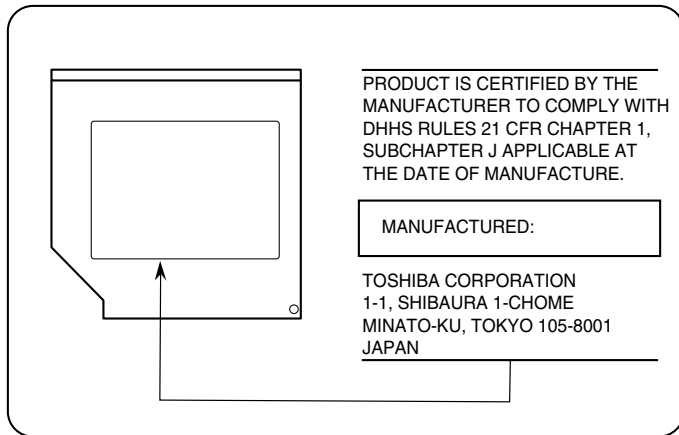 PRODUCT IS CERTIFIED BY THE
MANUFACTURER TO COMPLY WITH
DHHS RULES 21 CFR CHAPTER 1,
SUBCHAPTER J APPLICABLE AT
THE DATE OF MANUFACTURE.
MANUFACTURED:
TOSHIBA CORPORATION
1-1, SHIBAURA 1-CHOME
MINATO-KU, TOKYO 105-8001
JAPAN